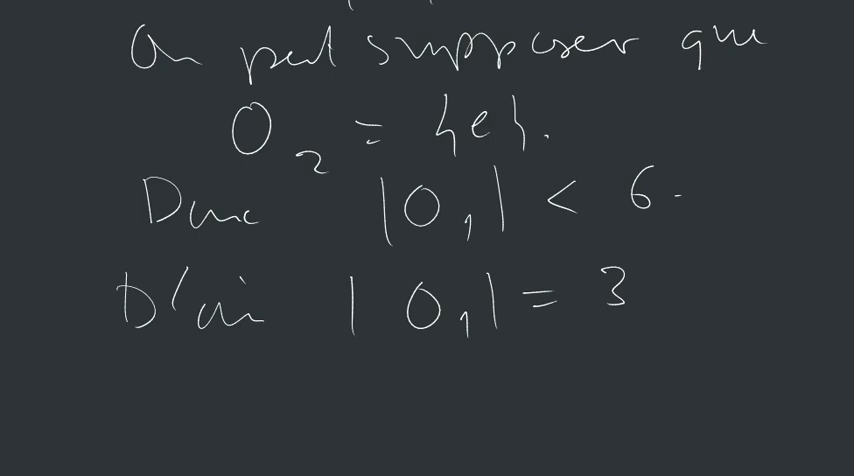 On peut supposer que
O₂ = {e}.
Donc |O₁| < 6.
D'où |O₁| = 3